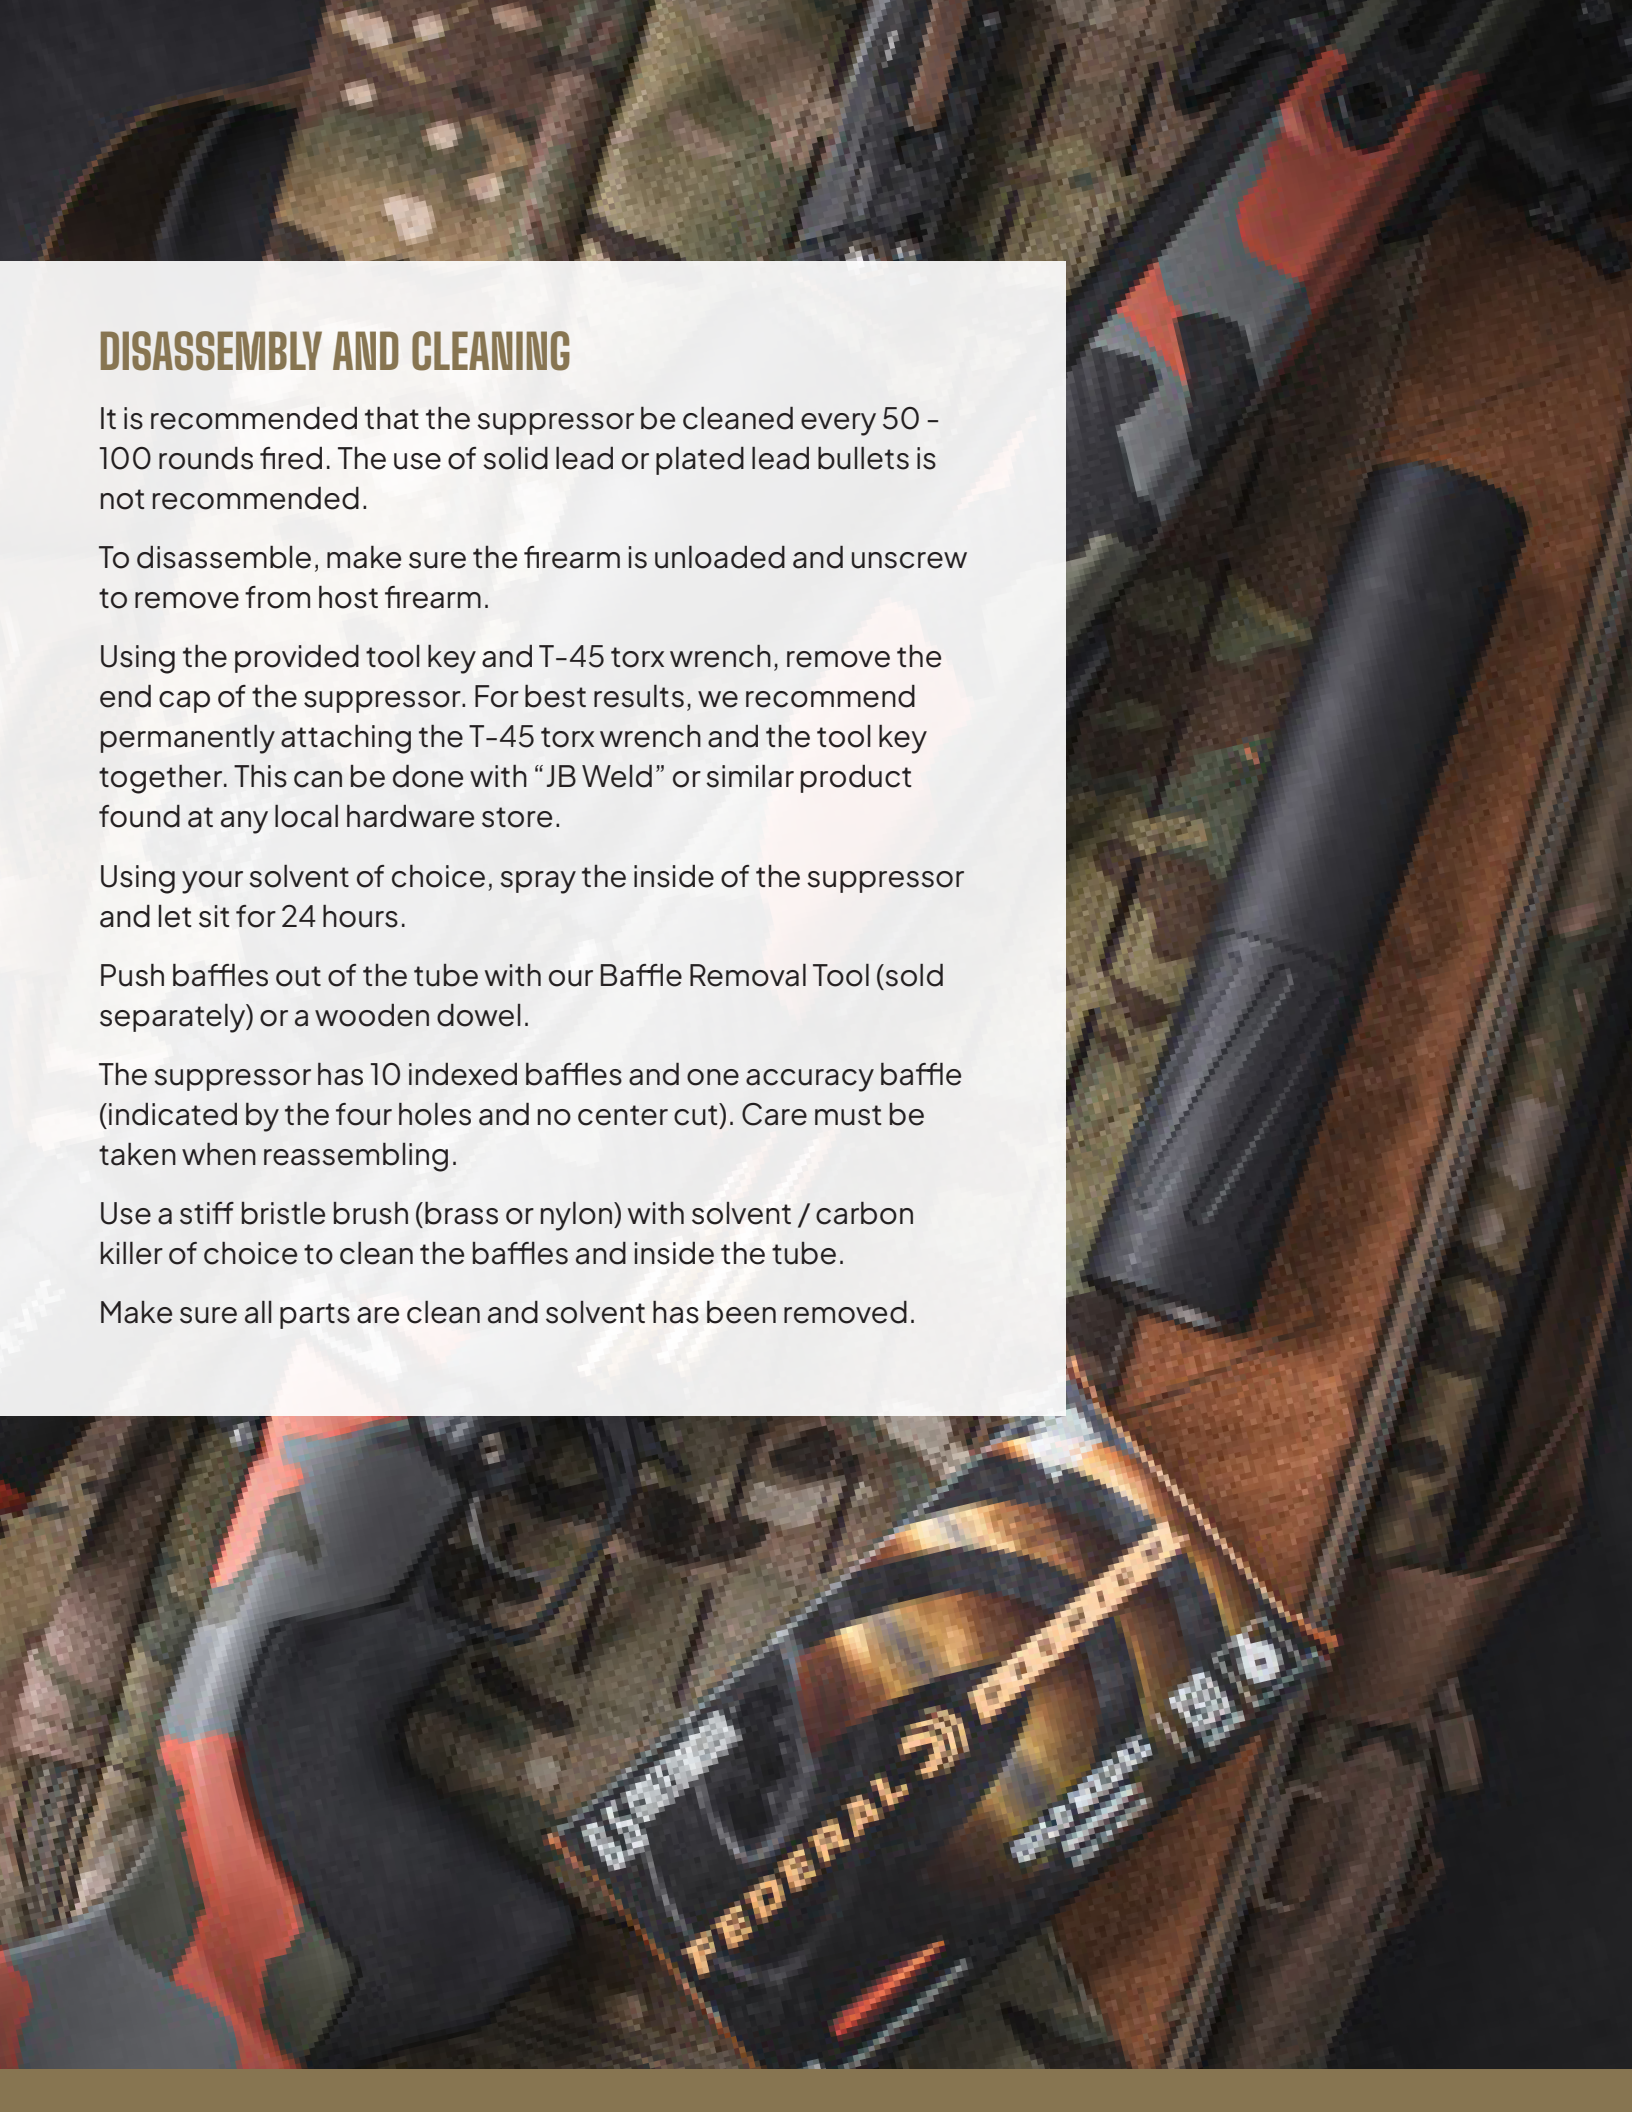 DISASSEMBLY AND CLEANING
It is recommended that the suppressor be cleaned every 50 –
100 rounds fired. The use of solid lead or plated lead bullets is
not recommended.
To disassemble, make sure the firearm is unloaded and unscrew
to remove from host firearm.
Using the provided tool key and T-45 torx wrench, remove the
end cap of the suppressor. For best results, we recommend
permanently attaching the T-45 torx wrench and the tool key
together. This can be done with “JB Weld” or similar product
found at any local hardware store.
Using your solvent of choice, spray the inside of the suppressor
and let sit for 24 hours.
Push baffles out of the tube with our Baffle Removal Tool (sold
separately) or a wooden dowel.
The suppressor has 10 indexed baffles and one accuracy baffle
(indicated by the four holes and no center cut). Care must be
taken when reassembling.
Use a stiff bristle brush (brass or nylon) with solvent / carbon
killer of choice to clean the baffles and inside the tube.
Make sure all parts are clean and solvent has been removed.
FEDERAL
6